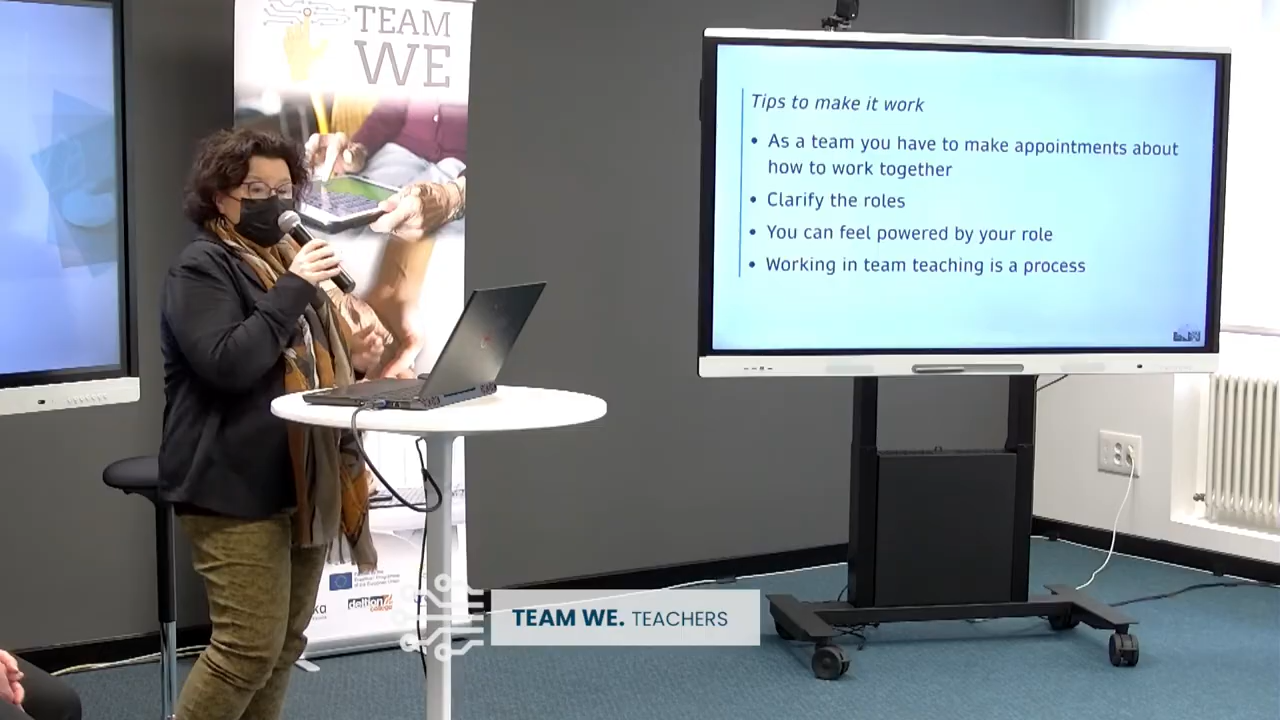 TEAM
WE
Tips to make it work
• As a team you have to make appointments about
how to work together
• Clarify the roles
• You can feel powered by your role
• Working in team teaching is a process
deltion
college
TEAM WE. TEACHERS